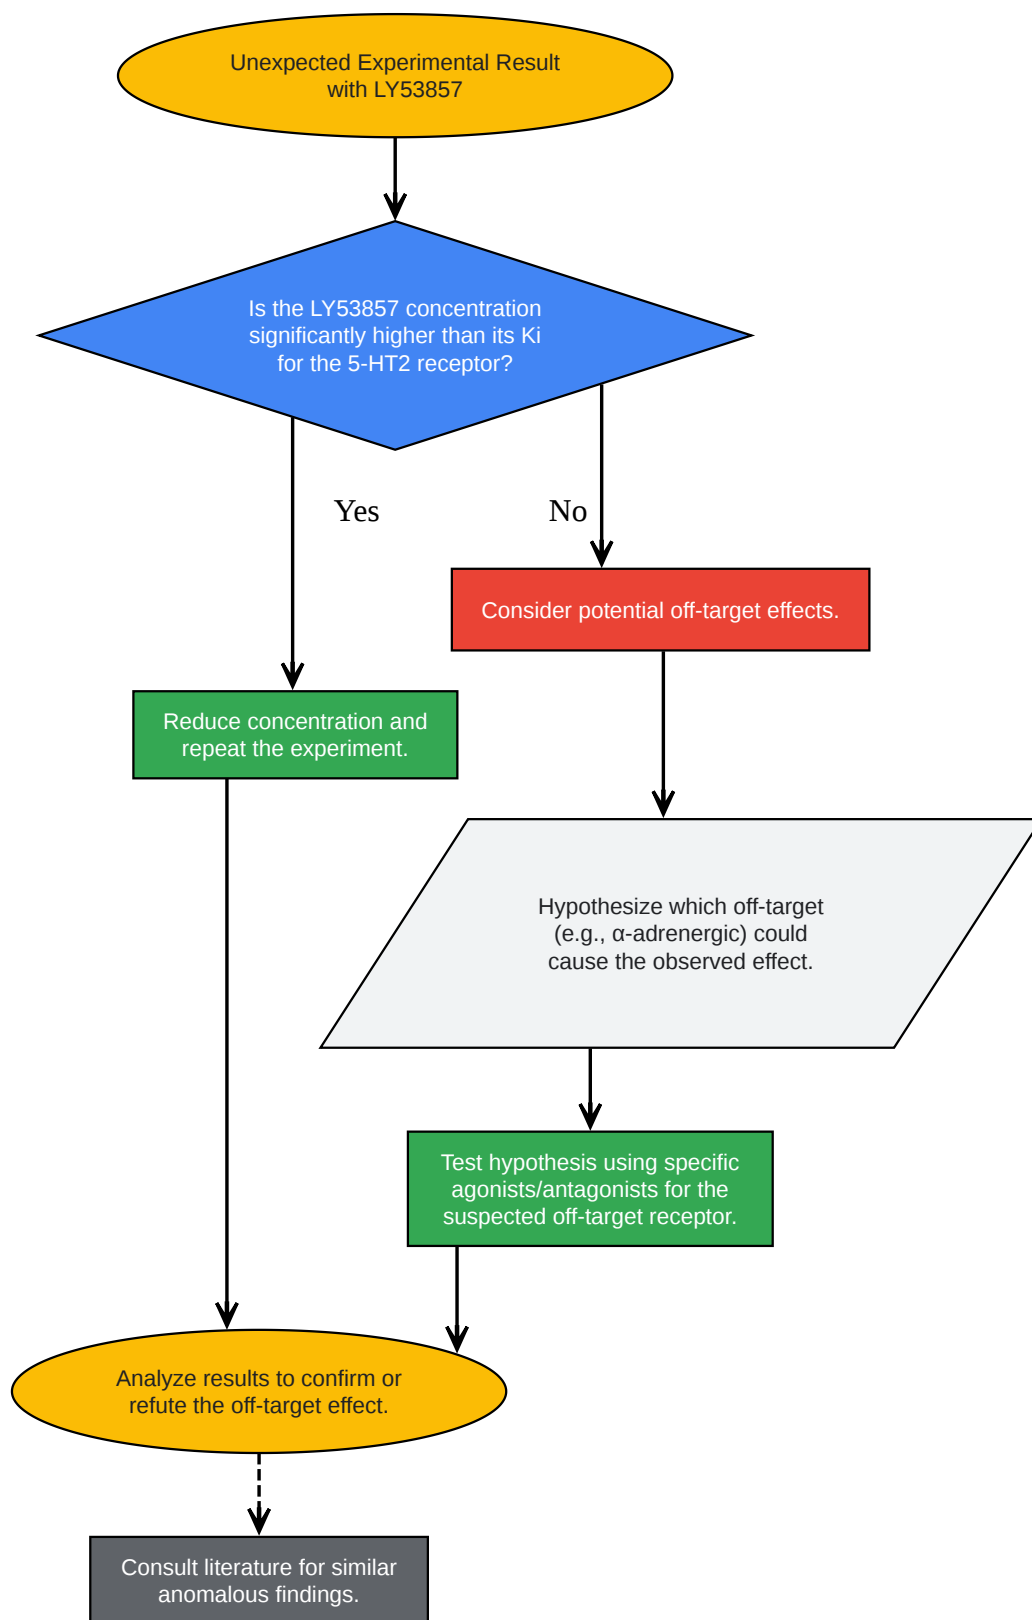 Unexpected Experimental Result
with LY53857
Is the LY53857 concentration
significantly higher than its Ki
for the 5-HT2 receptor?
Yes
No
Consider potential off-target effects.
Reduce concentration and
repeat the experiment.
Hypothesize which off-target
(e.g., α-adrenergic) could
cause the observed effect.
Test hypothesis using specific
agonists/antagonists for the
suspected off-target receptor.
Analyze results to confirm or
refute the off-target effect.
Consult literature for similar
anomalous findings.